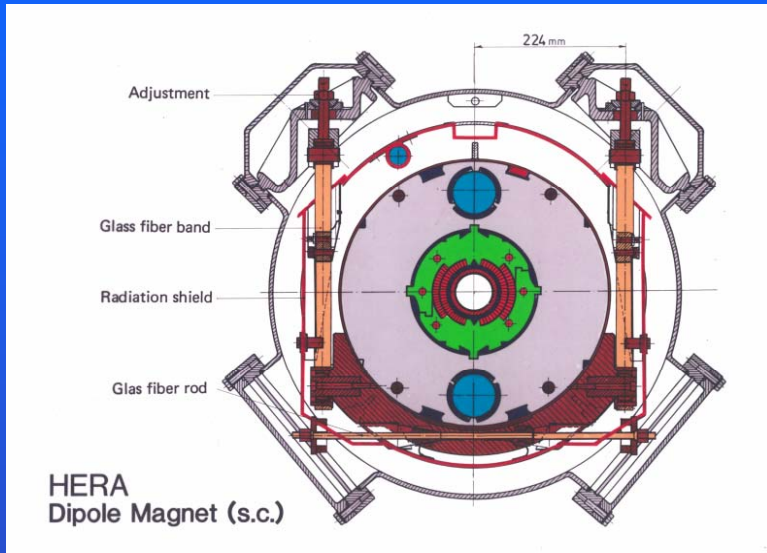 224 mm
Adjustment
Glass fiber band
Radiation shield
Glas fiber rod
HERA
Dipole Magnet (s.c.)